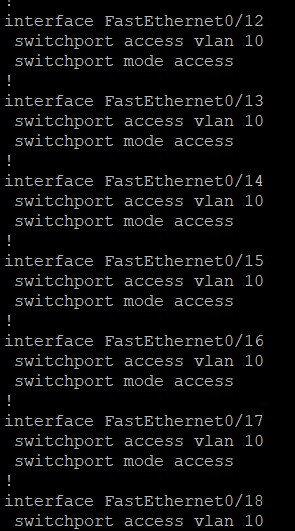 !
interface FastEthernet0/12
 switchport access vlan 10
 switchport mode access
!
interface FastEthernet0/13
 switchport access vlan 10
 switchport mode access
!
interface FastEthernet0/14
 switchport access vlan 10
 switchport mode access
!
interface FastEthernet0/15
 switchport access vlan 10
 switchport mode access
!
interface FastEthernet0/16
 switchport access vlan 10
 switchport mode access
!
interface FastEthernet0/17
 switchport access vlan 10
 switchport mode access
!
interface FastEthernet0/18
 switchport access vlan 10